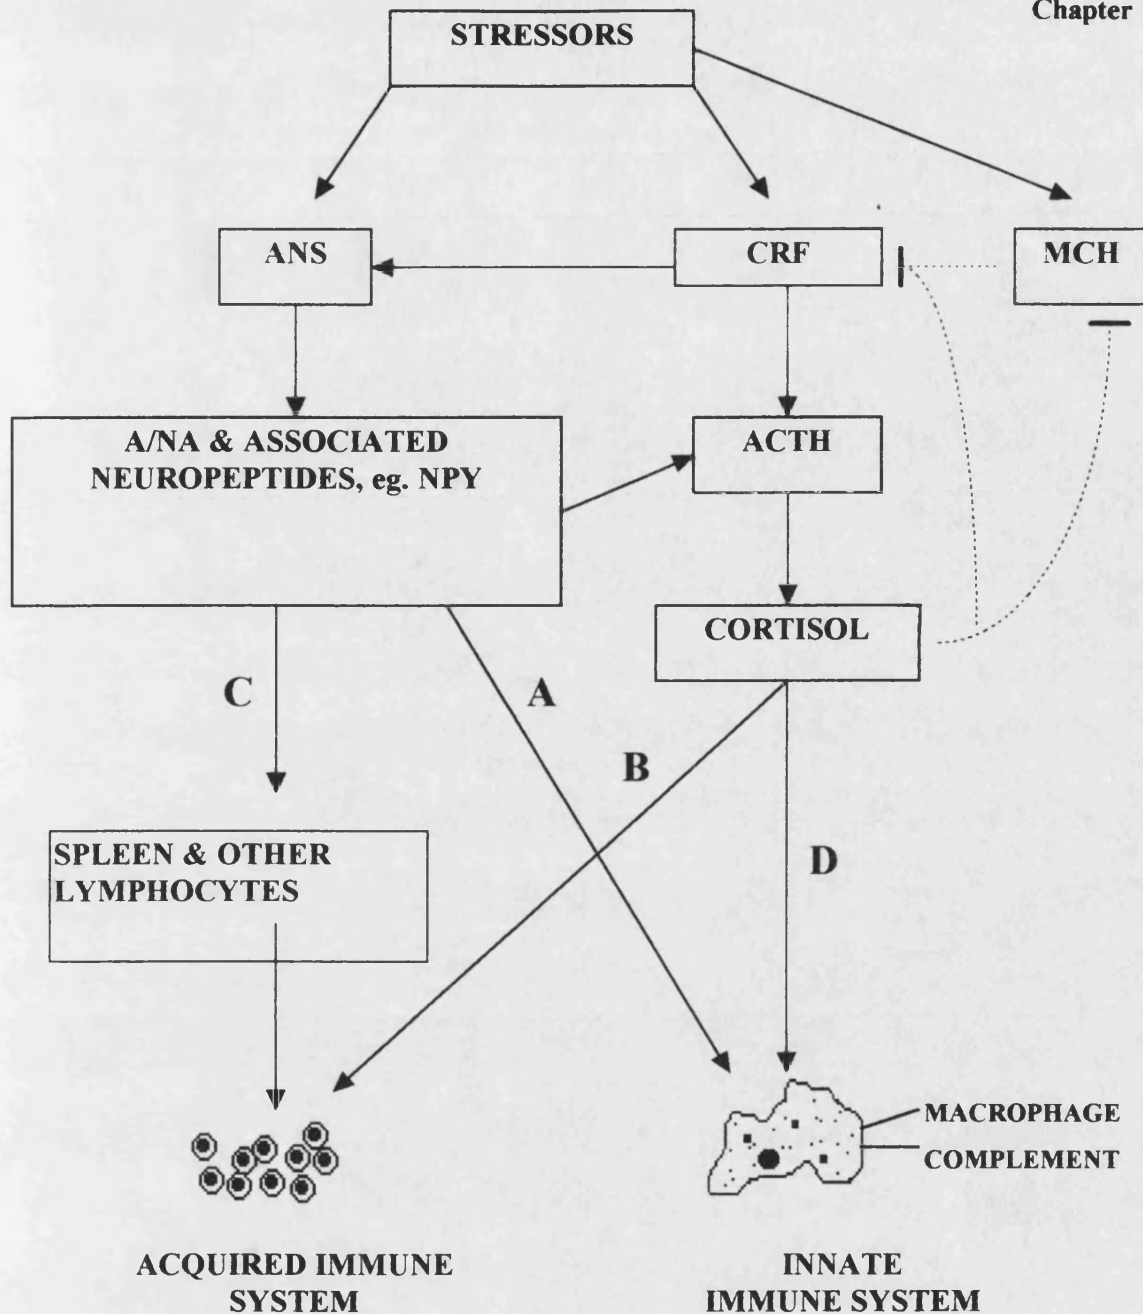 Chapter
STRESSORS
ANS
CRF
MCH
A/NA & ASSOCIATED
NEUROPEPTIDES, eg. NPY
ACTH
CORTISOL
C
A
B
SPLEEN & OTHER
LYMPHOCYTES
D
MACROPHAGE
COMPLEMENT
ACQUIRED IMMUNE
SYSTEM
INNATE
IMMUNE SYSTEM